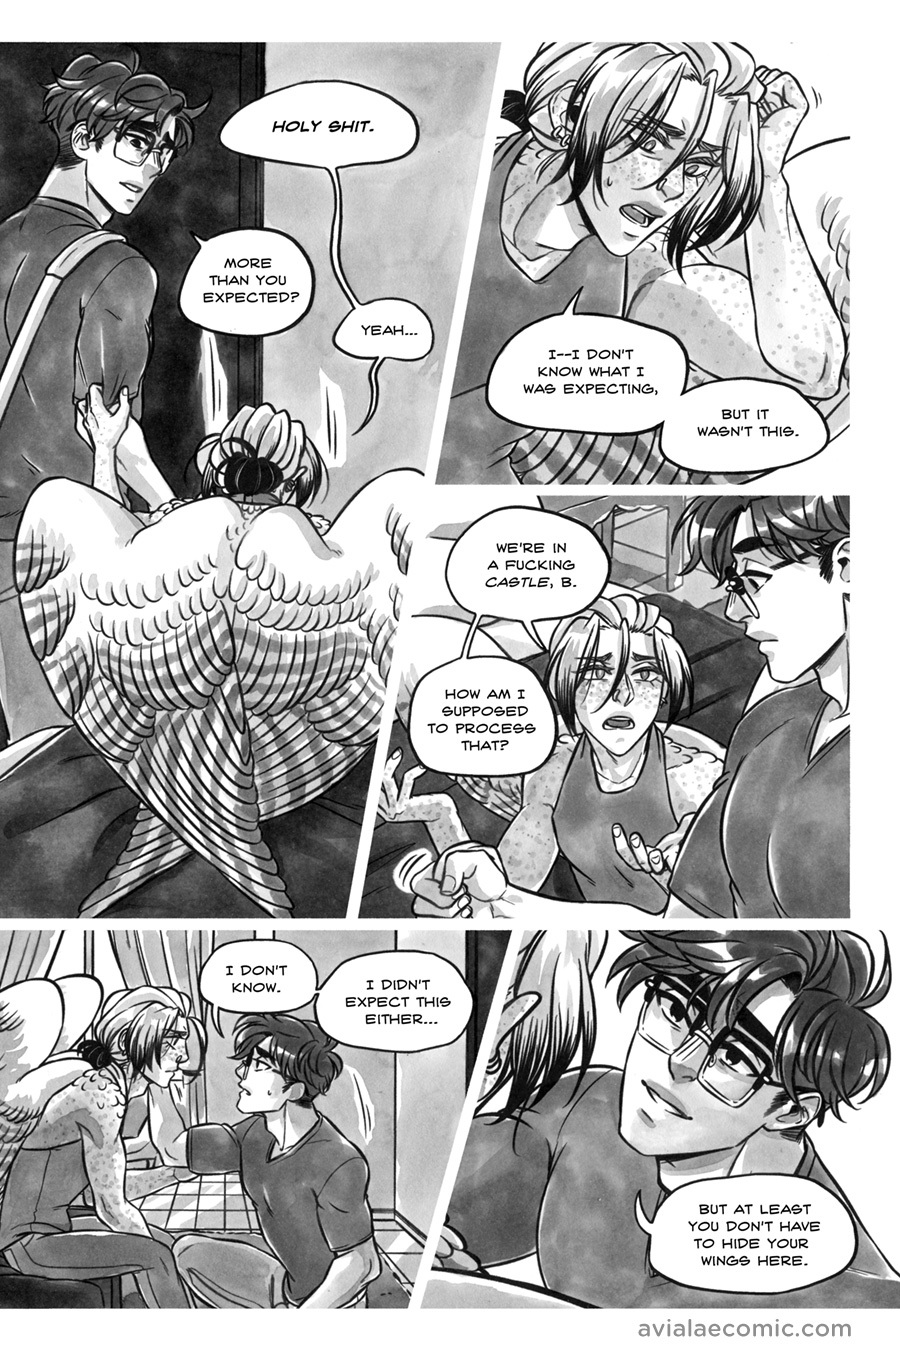 HOLY SHIT.
MORE
THAN YOU
EXPECTED?
YEAH...
I--I DON'T
KNOW WHAT I
WAS EXPECTING,
BUT IT
WASN'T THIS.
WE'RE IN
A FUCKING
CASTLE, B.
HOW AM I
SUPPOSED
TO PROCESS
THAT?
I DON'T
KNOW.
I DIDN'T
EXPECT THIS
EITHER...
BUT AT LEAST
YOU DON'T HAVE
TO HIDE YOUR
WINGS HERE.
avialaecomic.com